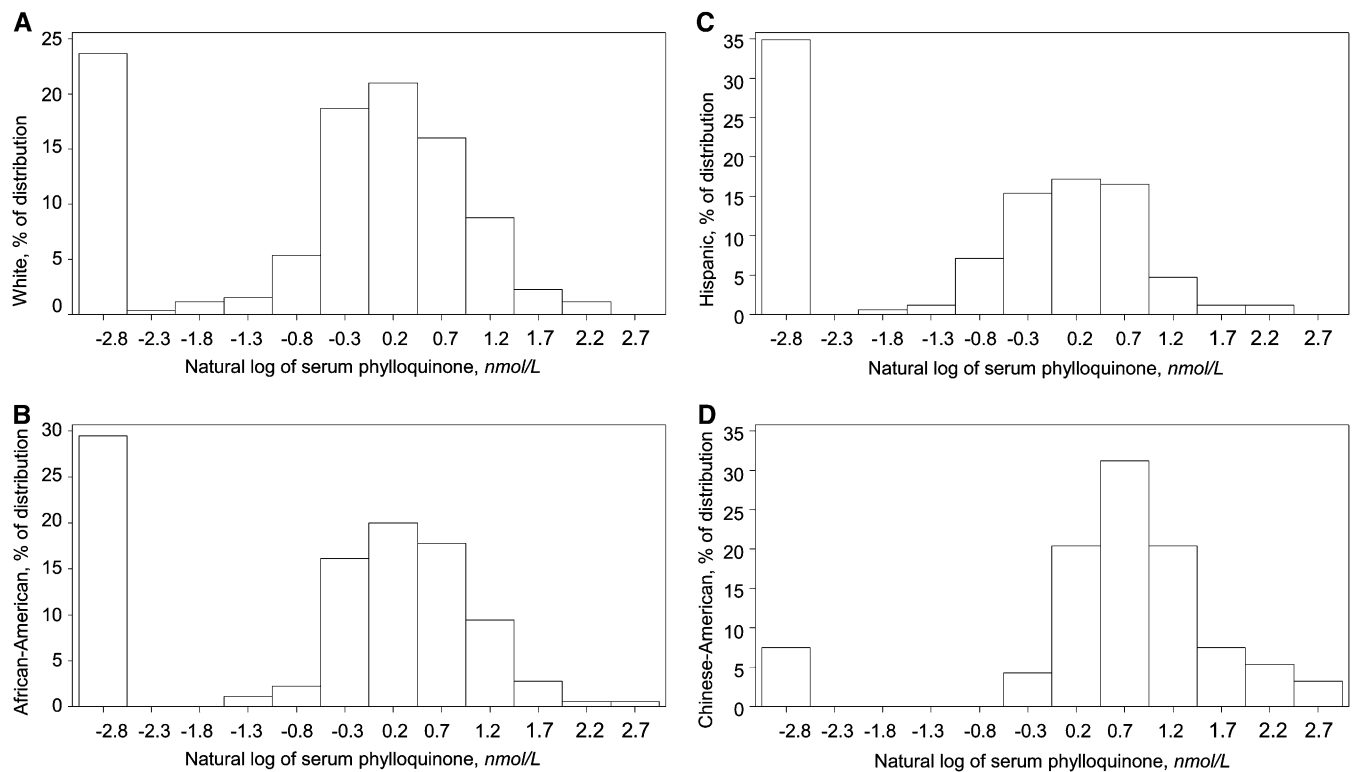 A
White, % of distribution
25
20
15
10
5
0
-2.8 -2.3 -1.8 -1.3 -0.8 -0.3 0.2 0.7 1.2 1.7 2.2 2.7
Natural log of serum phylloquinone, nmol/L
B
African-American, % of distribution
30
25
20
15
10
5
0
-2.8 -2.3 -1.8 -1.3 -0.8 -0.3 0.2 0.7 1.2 1.7 2.2 2.7
Natural log of serum phylloquinone, nmol/L
C
Hispanic, % of distribution
35
30
25
20
15
10
5
0
-2.8 -2.3 -1.8 -1.3 -0.8 -0.3 0.2 0.7 1.2 1.7 2.2 2.7
Natural log of serum phylloquinone, nmol/L
D
Chinese-American, % of distribution
35
30
25
20
15
10
5
0
-2.8 -2.3 -1.8 -1.3 -0.8 -0.3 0.2 0.7 1.2 1.7 2.2 2.7
Natural log of serum phylloquinone, nmol/L